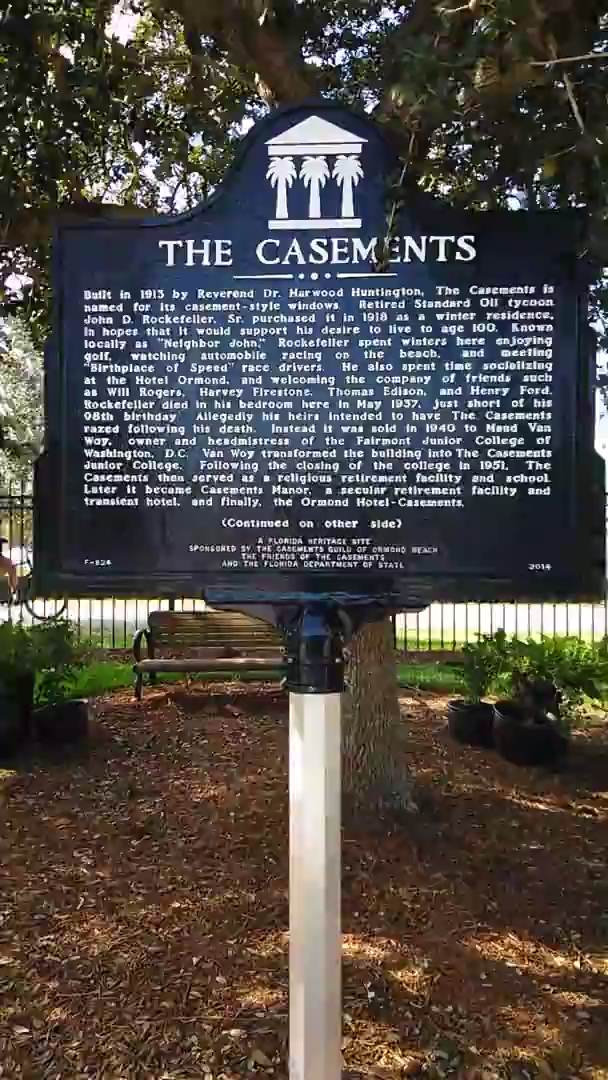 THE CASEMENTS
Built in 1913 by Reverend Dr. Harwood Huntington, The Casements is
named for its casement-style windows. Retired Standard Oil tycoon
John D. Rockefeller, Sr. purchased it in 1918 as a winter residence,
in hopes that it would support his desire to live to age 100. Known
locally as "Neighbor John," Rockefeller spent winters here enjoying
golf, watching automobile racing on the beach, and meeting
"Birthplace of Speed" race drivers. He also spent time socializing
at the Hotel Ormond, and welcoming the company of friends such
as Will Rogers, Harvey Firestone, Thomas Edison, and Henry Ford.
Rockefeller died in his bedroom here in May 1937, just short of his
98th birthday. Allegedly his heirs intened to have The Casements
razed following his death. Instead it was sold in 1940 to Maud Van
Woy, owner and headmistress of the Fairmont Junior College of
Washington, D.C. Van Woy transformed the building into The Casements
Junior College. Following the closing of the college in 1951, The
Casements then served as a religious retirement facility and school.
Later it became Casements Manor, a secular retirement facility and
transient hotel, and finally, the Ormond Hotel-Casements.
(Continued on other side)
A FLORIDA HERITAGE SITE
SPONSORED BY THE CASEMENTS GUILD OF ORMOND BEACH
THE FRIENDS OF THE CASEMENTS
F-824 AND THE FLORIDA DEPARTMENT OF STATE 2014